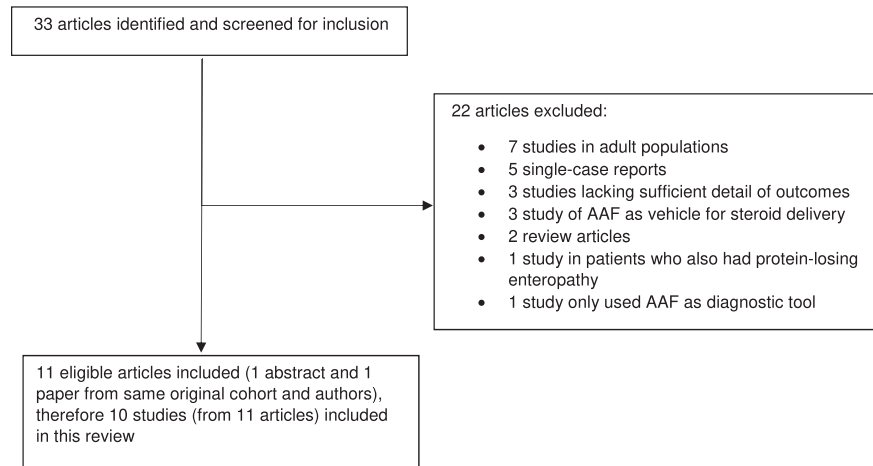 33 articles identified and screened for inclusion
22 articles excluded:
• 7 studies in adult populations
• 5 single-case reports
• 3 studies lacking sufficient detail of outcomes
• 3 study of AAF as vehicle for steroid delivery
• 2 review articles
• 1 study in patients who also had protein-losing
enteropathy
• 1 study only used AAF as diagnostic tool
11 eligible articles included (1 abstract and 1
paper from same original cohort and authors),
therefore 10 studies (from 11 articles) included
in this review